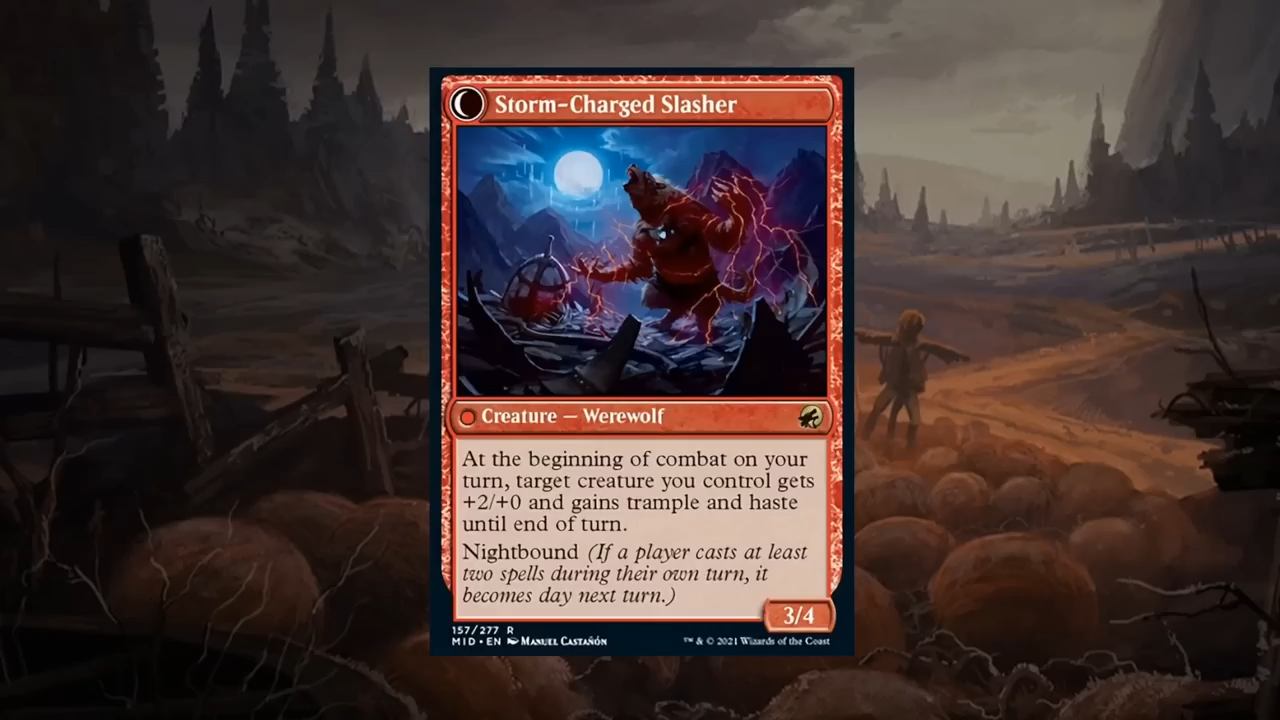 Storm-Charged Slasher
Creature — Werewolf
At the beginning of combat on your
turn, target creature you control gets
+2/+0 and gains trample and haste
until end of turn.
Nightbound (If a player casts at least
two spells during their own turn, it
becomes day next turn.)
3/4
157/277 R
MID • EN Manuel Castañón
™ & © 2021 Wizards of the Coast